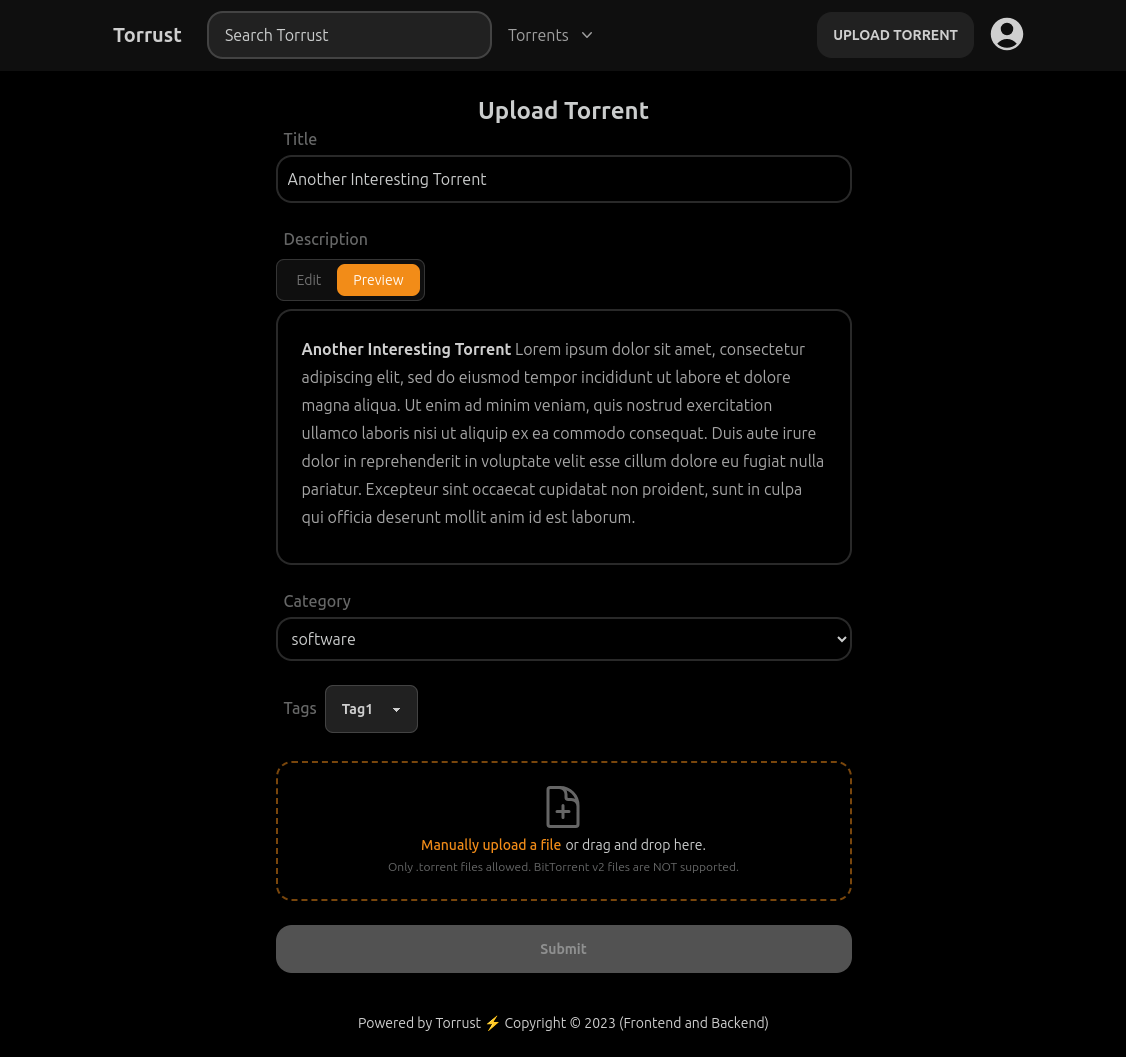 Torrust
Search Torrust
Torrents
UPLOAD TORRENT
Upload Torrent
Title
Another Interesting Torrent
Description
Edit
Preview
Another Interesting Torrent Lorem ipsum dolor sit amet, consectetur
adipiscing elit, sed do eiusmod tempor incididunt ut labore et dolore
magna aliqua. Ut enim ad minim veniam, quis nostrud exercitation
ullamco laboris nisi ut aliquip ex ea commodo consequat. Duis aute irure
dolor in reprehenderit in voluptate velit esse cillum dolore eu fugiat nulla
pariatur. Excepteur sint occaecat cupidatat non proident, sunt in culpa
qui officia deserunt mollit anim id est laborum.
Category
software
Tags
Tag1
Manually upload a file or drag and drop here.
Only .torrent files allowed. BitTorrent v2 files are NOT supported.
Submit
Powered by Torrust ⚡ Copyright © 2023 (Frontend and Backend)